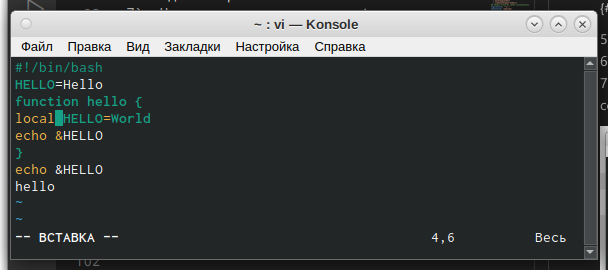 ~ : vi — Konsole
Файл Правка Вид Закладки Настройка Справка
#!/bin/bash
HELLO=Hello
function hello {
local HELLO=World
echo &HELLO
}
echo &HELLO
hello
~
~
-- ВСТАВКА -- 4,6 Весь
102